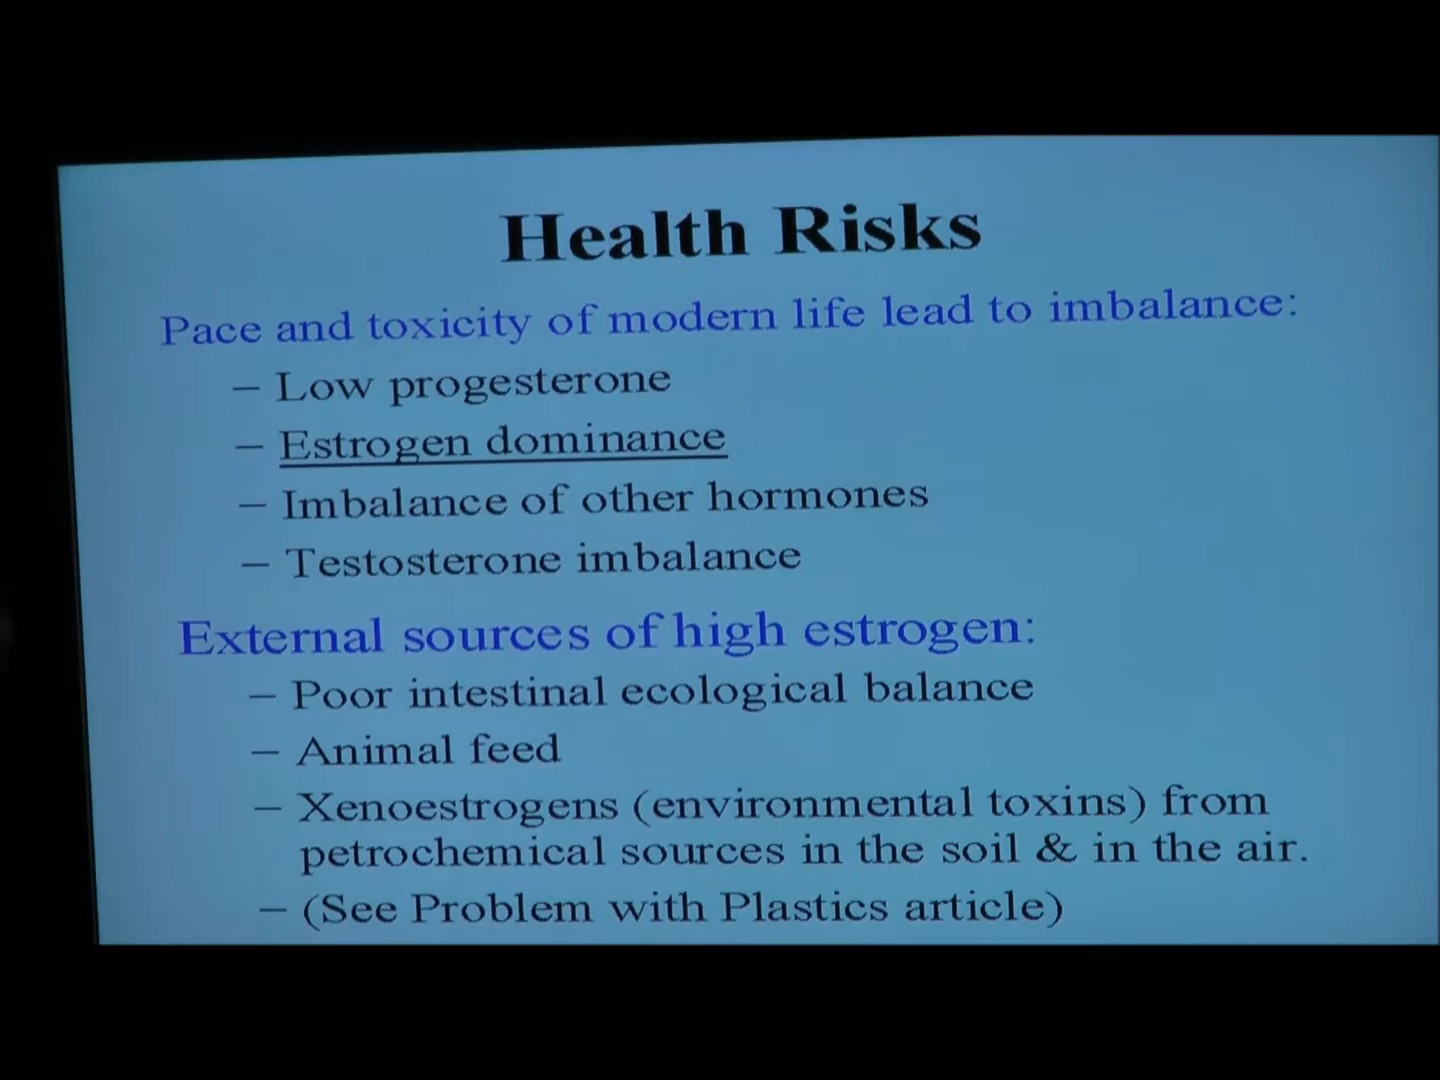 Health Risks
Pace and toxicity of modern life lead to imbalance:
– Low progesterone
– Estrogen dominance
– Imbalance of other hormones
– Testosterone imbalance
External sources of high estrogen:
– Poor intestinal ecological balance
– Animal feed
– Xenoestrogens (environmental toxins) from
petrochemical sources in the soil & in the air.
– (See Problem with Plastics article)